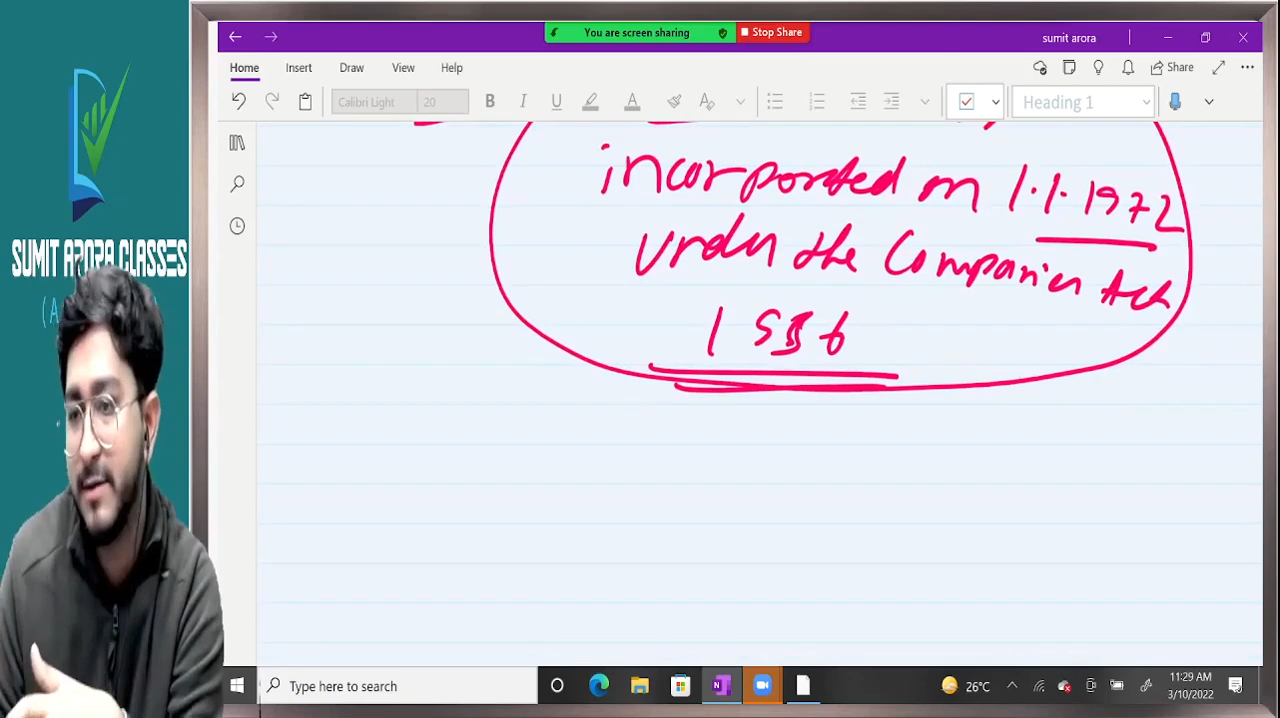 You are screen sharing
Stop Share
sumit arora
Home Insert Draw View Help
Share
Calibri Light 20
B I U
Heading 1
incorporated on 1.1.1972
under the Companies Act
1956
SUMIT ARORA CLASSES
Type here to search
26°C
11:29 AM
3/10/2022